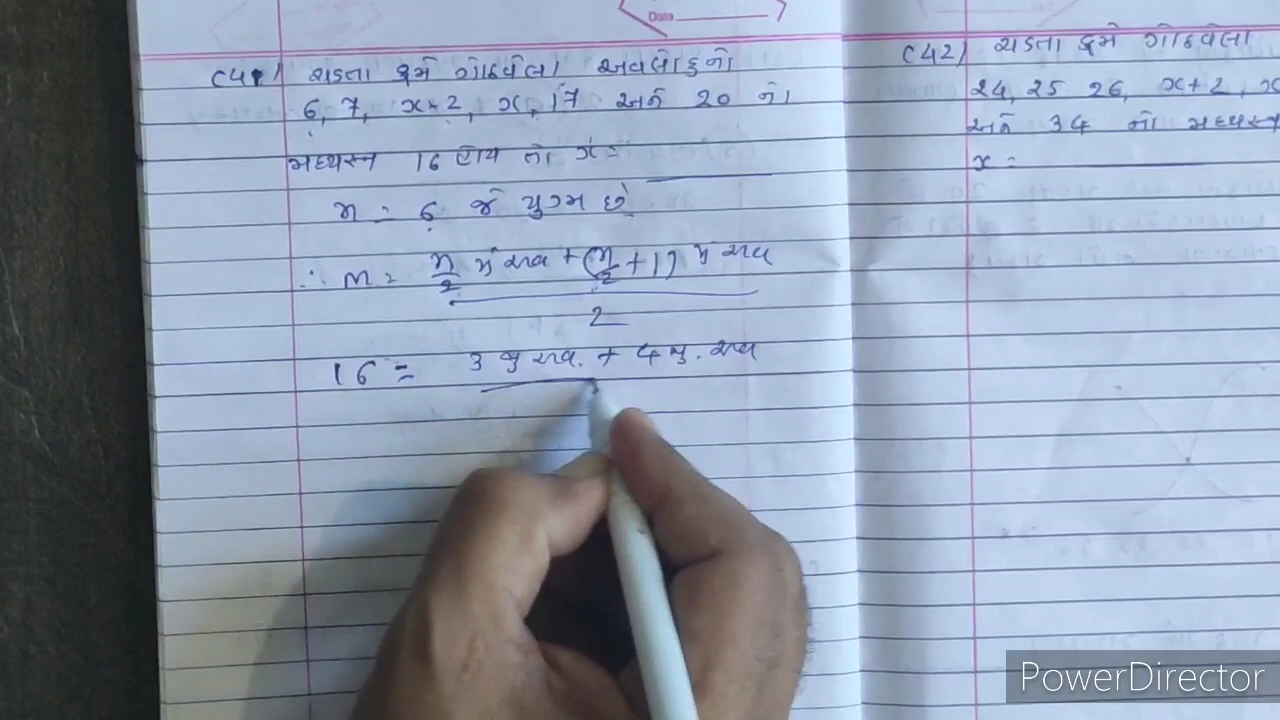 Date
(41) ચડતા ક્રમે ગોઠવેલા અવલોકનો
6, 7, x-2, x, 17 અને 20 નો
મધ્યસ્થ 16 હોય તો x =
n = 6 જે યુગ્મ છે
∴ M = n/2 મું અવ + (n/2 + 1) મું અવ
2
16 = 3 જુ અવ. + 4 મુ. અવ
(42) ચડતા ક્રમે ગોઠવેલા
24, 25 26, x+2, x
અને 34 નો મધ્યસ્થ
x =
PowerDirector